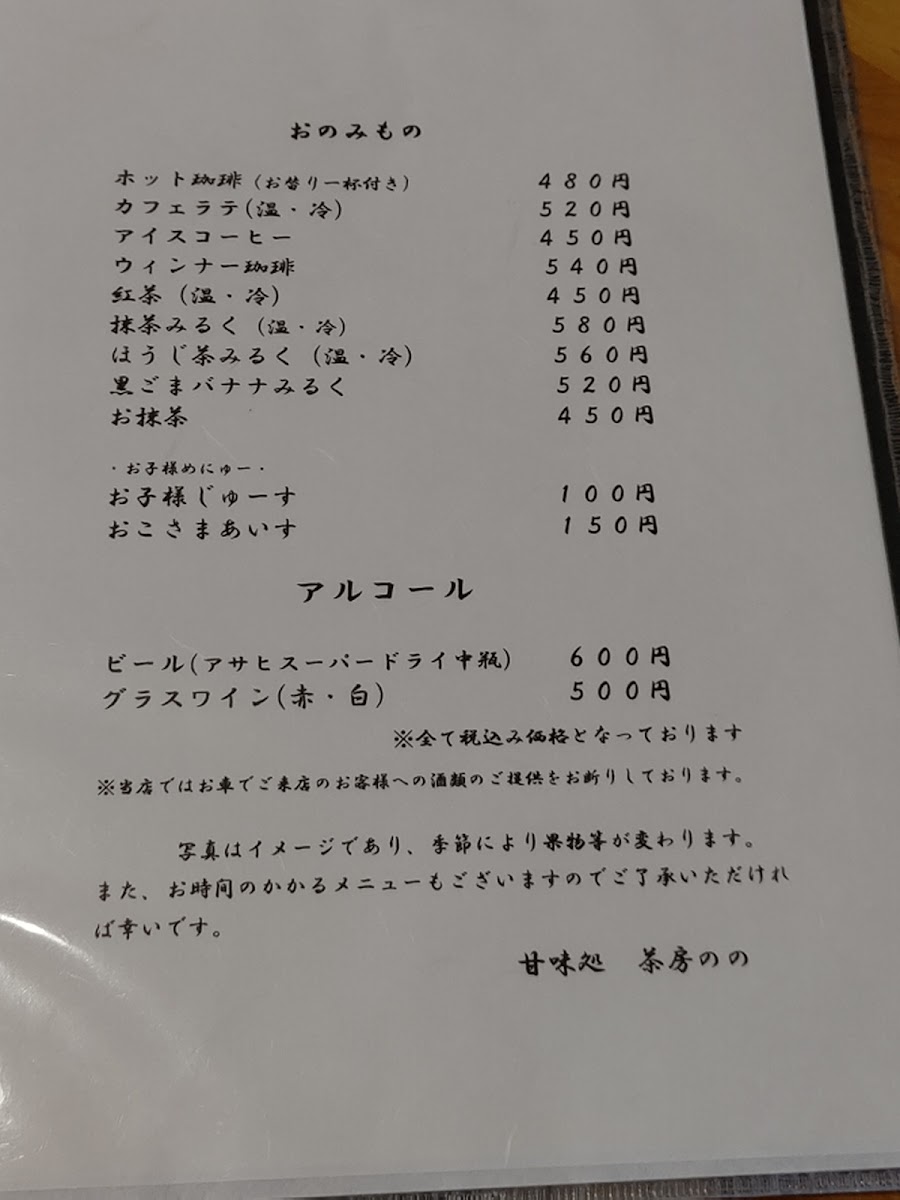 おのみもの
ホット珈琲(お替り一杯付き) 480円
カフェラテ(温・冷) 520円
アイスコーヒー 450円
ウィンナー珈琲 540円
紅茶(温・冷) 450円
抹茶みるく(温・冷) 580円
ほうじ茶みるく(温・冷) 560円
黒ごまバナナみるく 520円
お抹茶 450円
・お子様めにゅー・
お子様じゅーす 100円
おこさまあいす 150円
アルコール
ビール(アサヒスーパードライ中瓶) 600円
グラスワイン(赤・白) 500円
※全て税込み価格となっております
※当店ではお車でご来店のお客様への酒類のご提供をお断りしております。
写真はイメージであり、季節により果物等が変わります。
また、お時間のかかるメニューもございますのでご了承いただけれ
ば幸いです。
甘味処 茶房のの